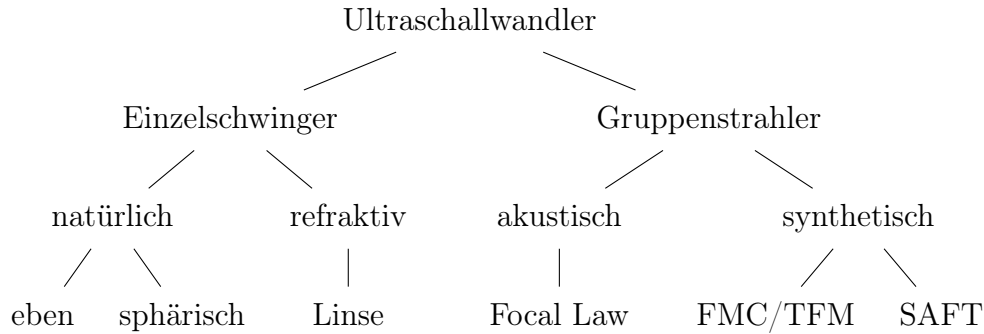 Ultraschallwandler
Einzelschwinger Gruppenstrahler
natürlich refraktiv akustisch synthetisch
eben sphärisch Linse Focal Law FMC/TFM SAFT